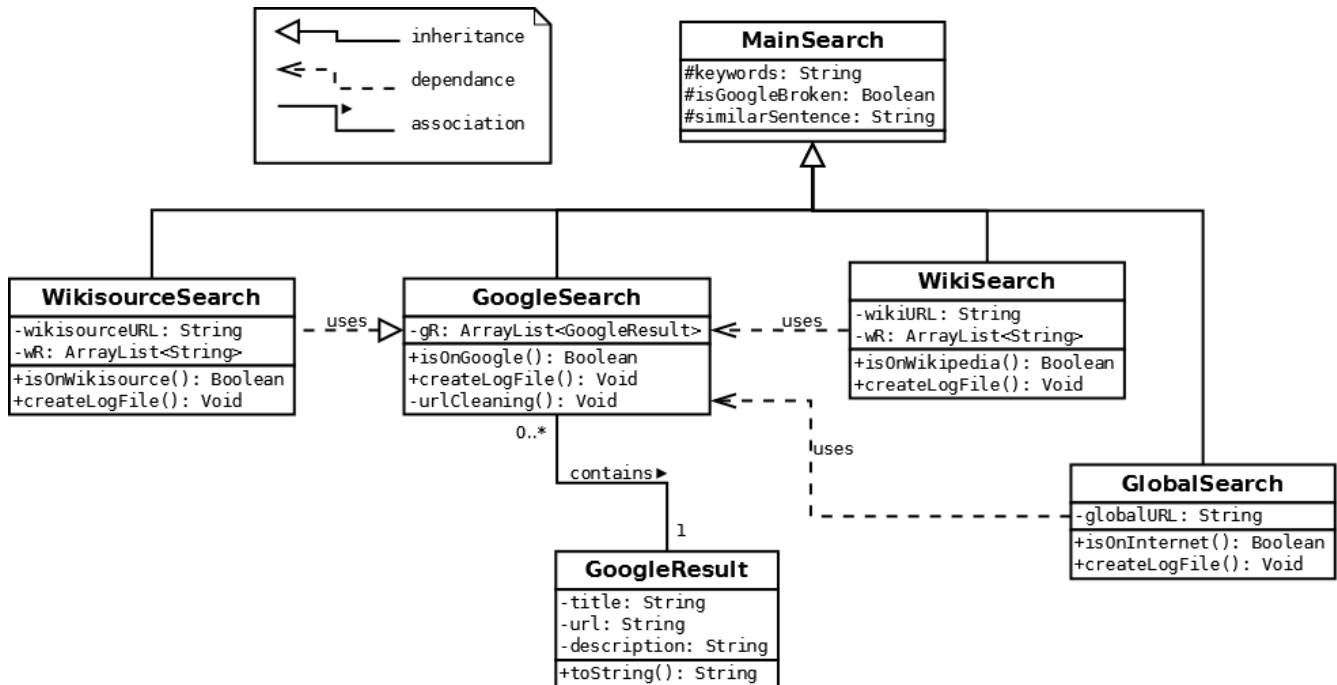 inheritance
dependance
association
MainSearch
#keywords: String
#isGoogleBroken: Boolean
#similarSentence: String
WikisourceSearch
-wikisourceURL: String
-wR: ArrayList<String>
+isOnWikisource(): Boolean
+createLogFile(): Void
uses
GoogleSearch
-gR: ArrayList<GoogleResult>
+isOnGoogle(): Boolean
+createLogFile(): Void
-urlCleaning(): Void
uses
WikiSearch
-wikiURL: String
-wR: ArrayList<String>
+isOnWikipedia(): Boolean
+createLogFile(): Void
0..*
contains
1
uses
GlobalSearch
-globalURL: String
+isOnInternet(): Boolean
+createLogFile(): Void
GoogleResult
-title: String
-url: String
-description: String
+toString(): String